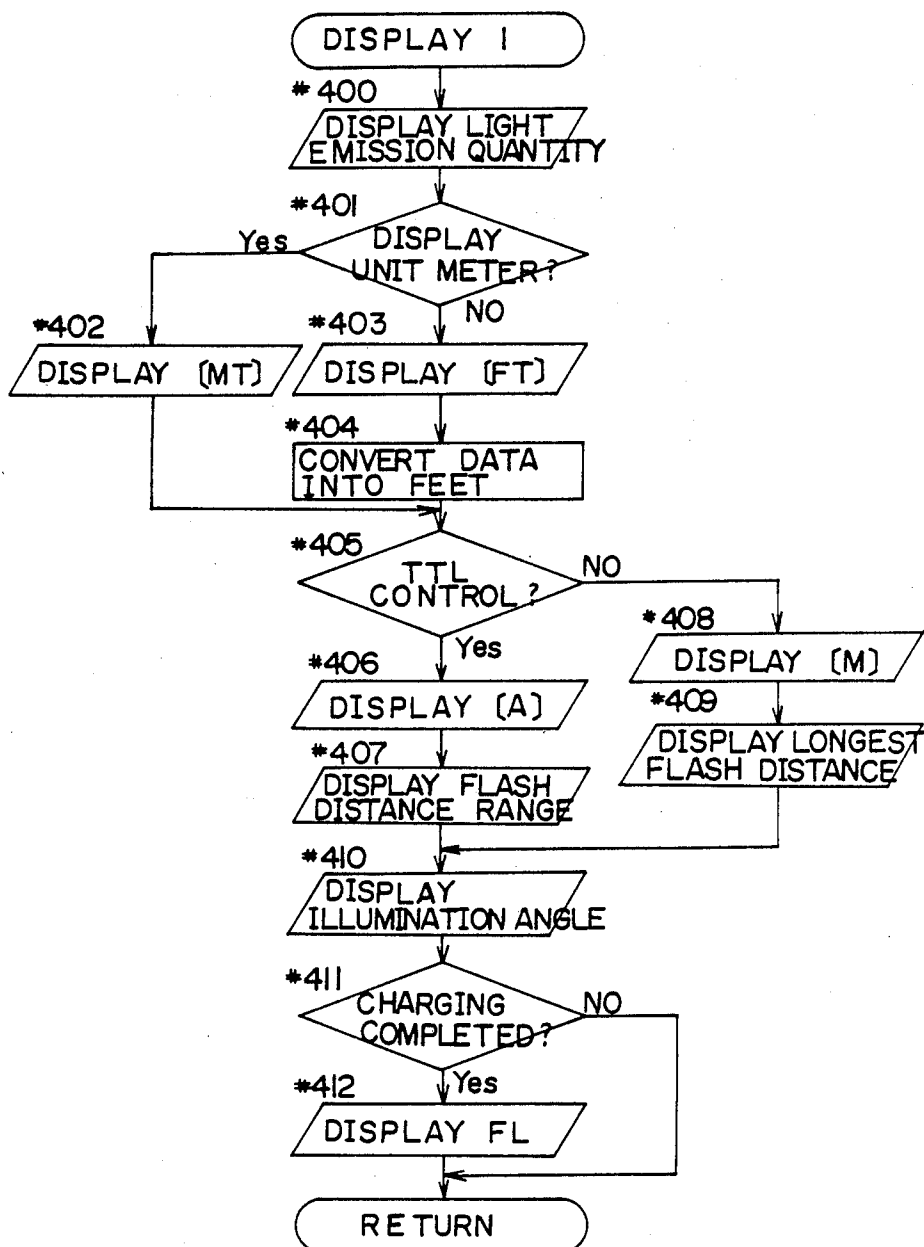 DISPLAY 1
*400
DISPLAY LIGHT
EMISSION QUANTITY
*401
Yes
DISPLAY
UNIT METER?
NO
*402
DISPLAY (MT)
*403
DISPLAY (FT)
*404
CONVERT DATA
INTO FEET
*405
TTL
CONTROL?
NO
Yes
*406
DISPLAY (A)
*407
DISPLAY FLASH
DISTANCE RANGE
*408
DISPLAY (M)
*409
DISPLAY LONGEST
FLASH DISTANCE
*410
DISPLAY
ILLUMINATION ANGLE
*411
CHARGING
COMPLETED?
NO
Yes
*412
DISPLAY FL
RETURN